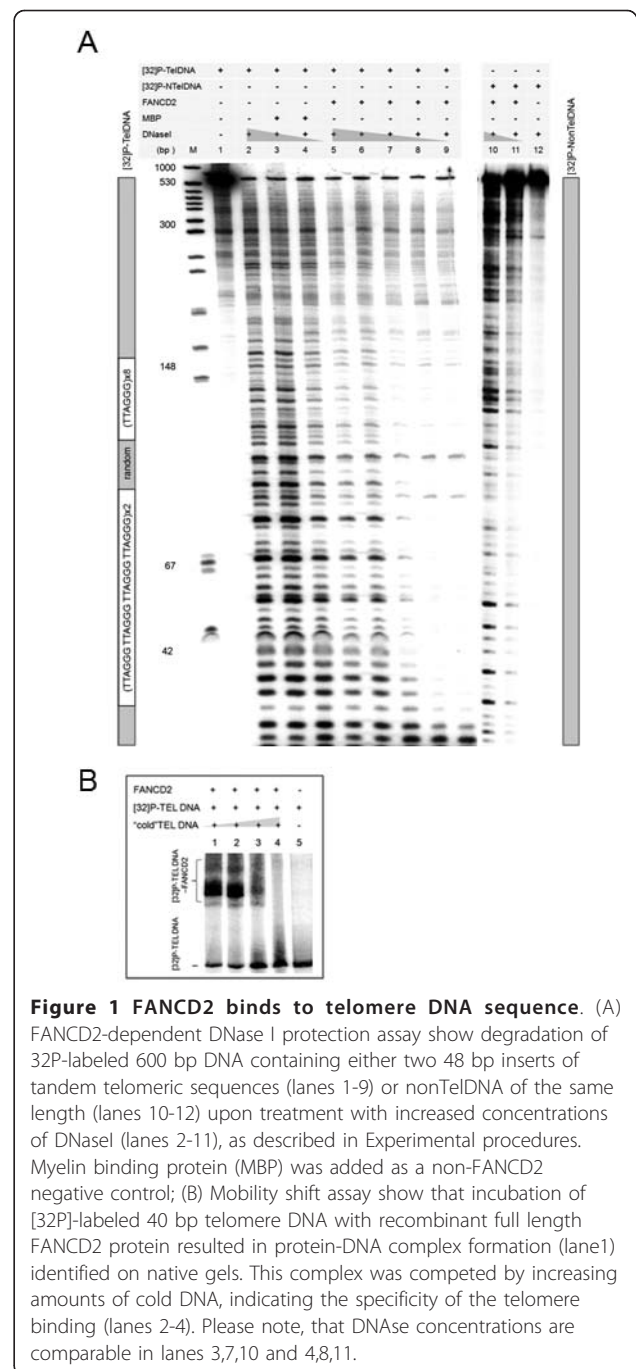 A
[32]P-TelDNA + + + + + + + + + - - -
[32]P-NTelDNA - - - - - - - - - + + +
FANCD2 - - - - + + + + + + + -
MBP - - + + - - - - - - - -
DNaseI - + + + + + + + + + + +
(bp) M 1 2 3 4 5 6 7 8 9 10 11 12
[32]P-TelDNA
[32]P-NonTelDNA
1000
530
300
148
67
42
(TTAGGG)x8
random
(TTAGGG TTAGGG TTAGGG TTAGGG)x2
B
FANCD2 + + + + -
[32]P-TEL DNA + + + + +
"cold"TEL DNA + + + + -
1 2 3 4 5
[32]P-TELDNA
-FANCD2
[32]P-TELDNA
Figure 1 FANCD2 binds to telomere DNA sequence. (A)
FANCD2-dependent DNase I protection assay show degradation of
32P-labeled 600 bp DNA containing either two 48 bp inserts of
tandem telomeric sequences (lanes 1-9) or nonTelDNA of the same
length (lanes 10-12) upon treatment with increased concentrations
of DNaseI (lanes 2-11), as described in Experimental procedures.
Myelin binding protein (MBP) was added as a non-FANCD2
negative control; (B) Mobility shift assay show that incubation of
[32P]-labeled 40 bp telomere DNA with recombinant full length
FANCD2 protein resulted in protein-DNA complex formation (lane1)
identified on native gels. This complex was competed by increasing
amounts of cold DNA, indicating the specificity of the telomere
binding (lanes 2-4). Please note, that DNAse concentrations are
comparable in lanes 3,7,10 and 4,8,11.